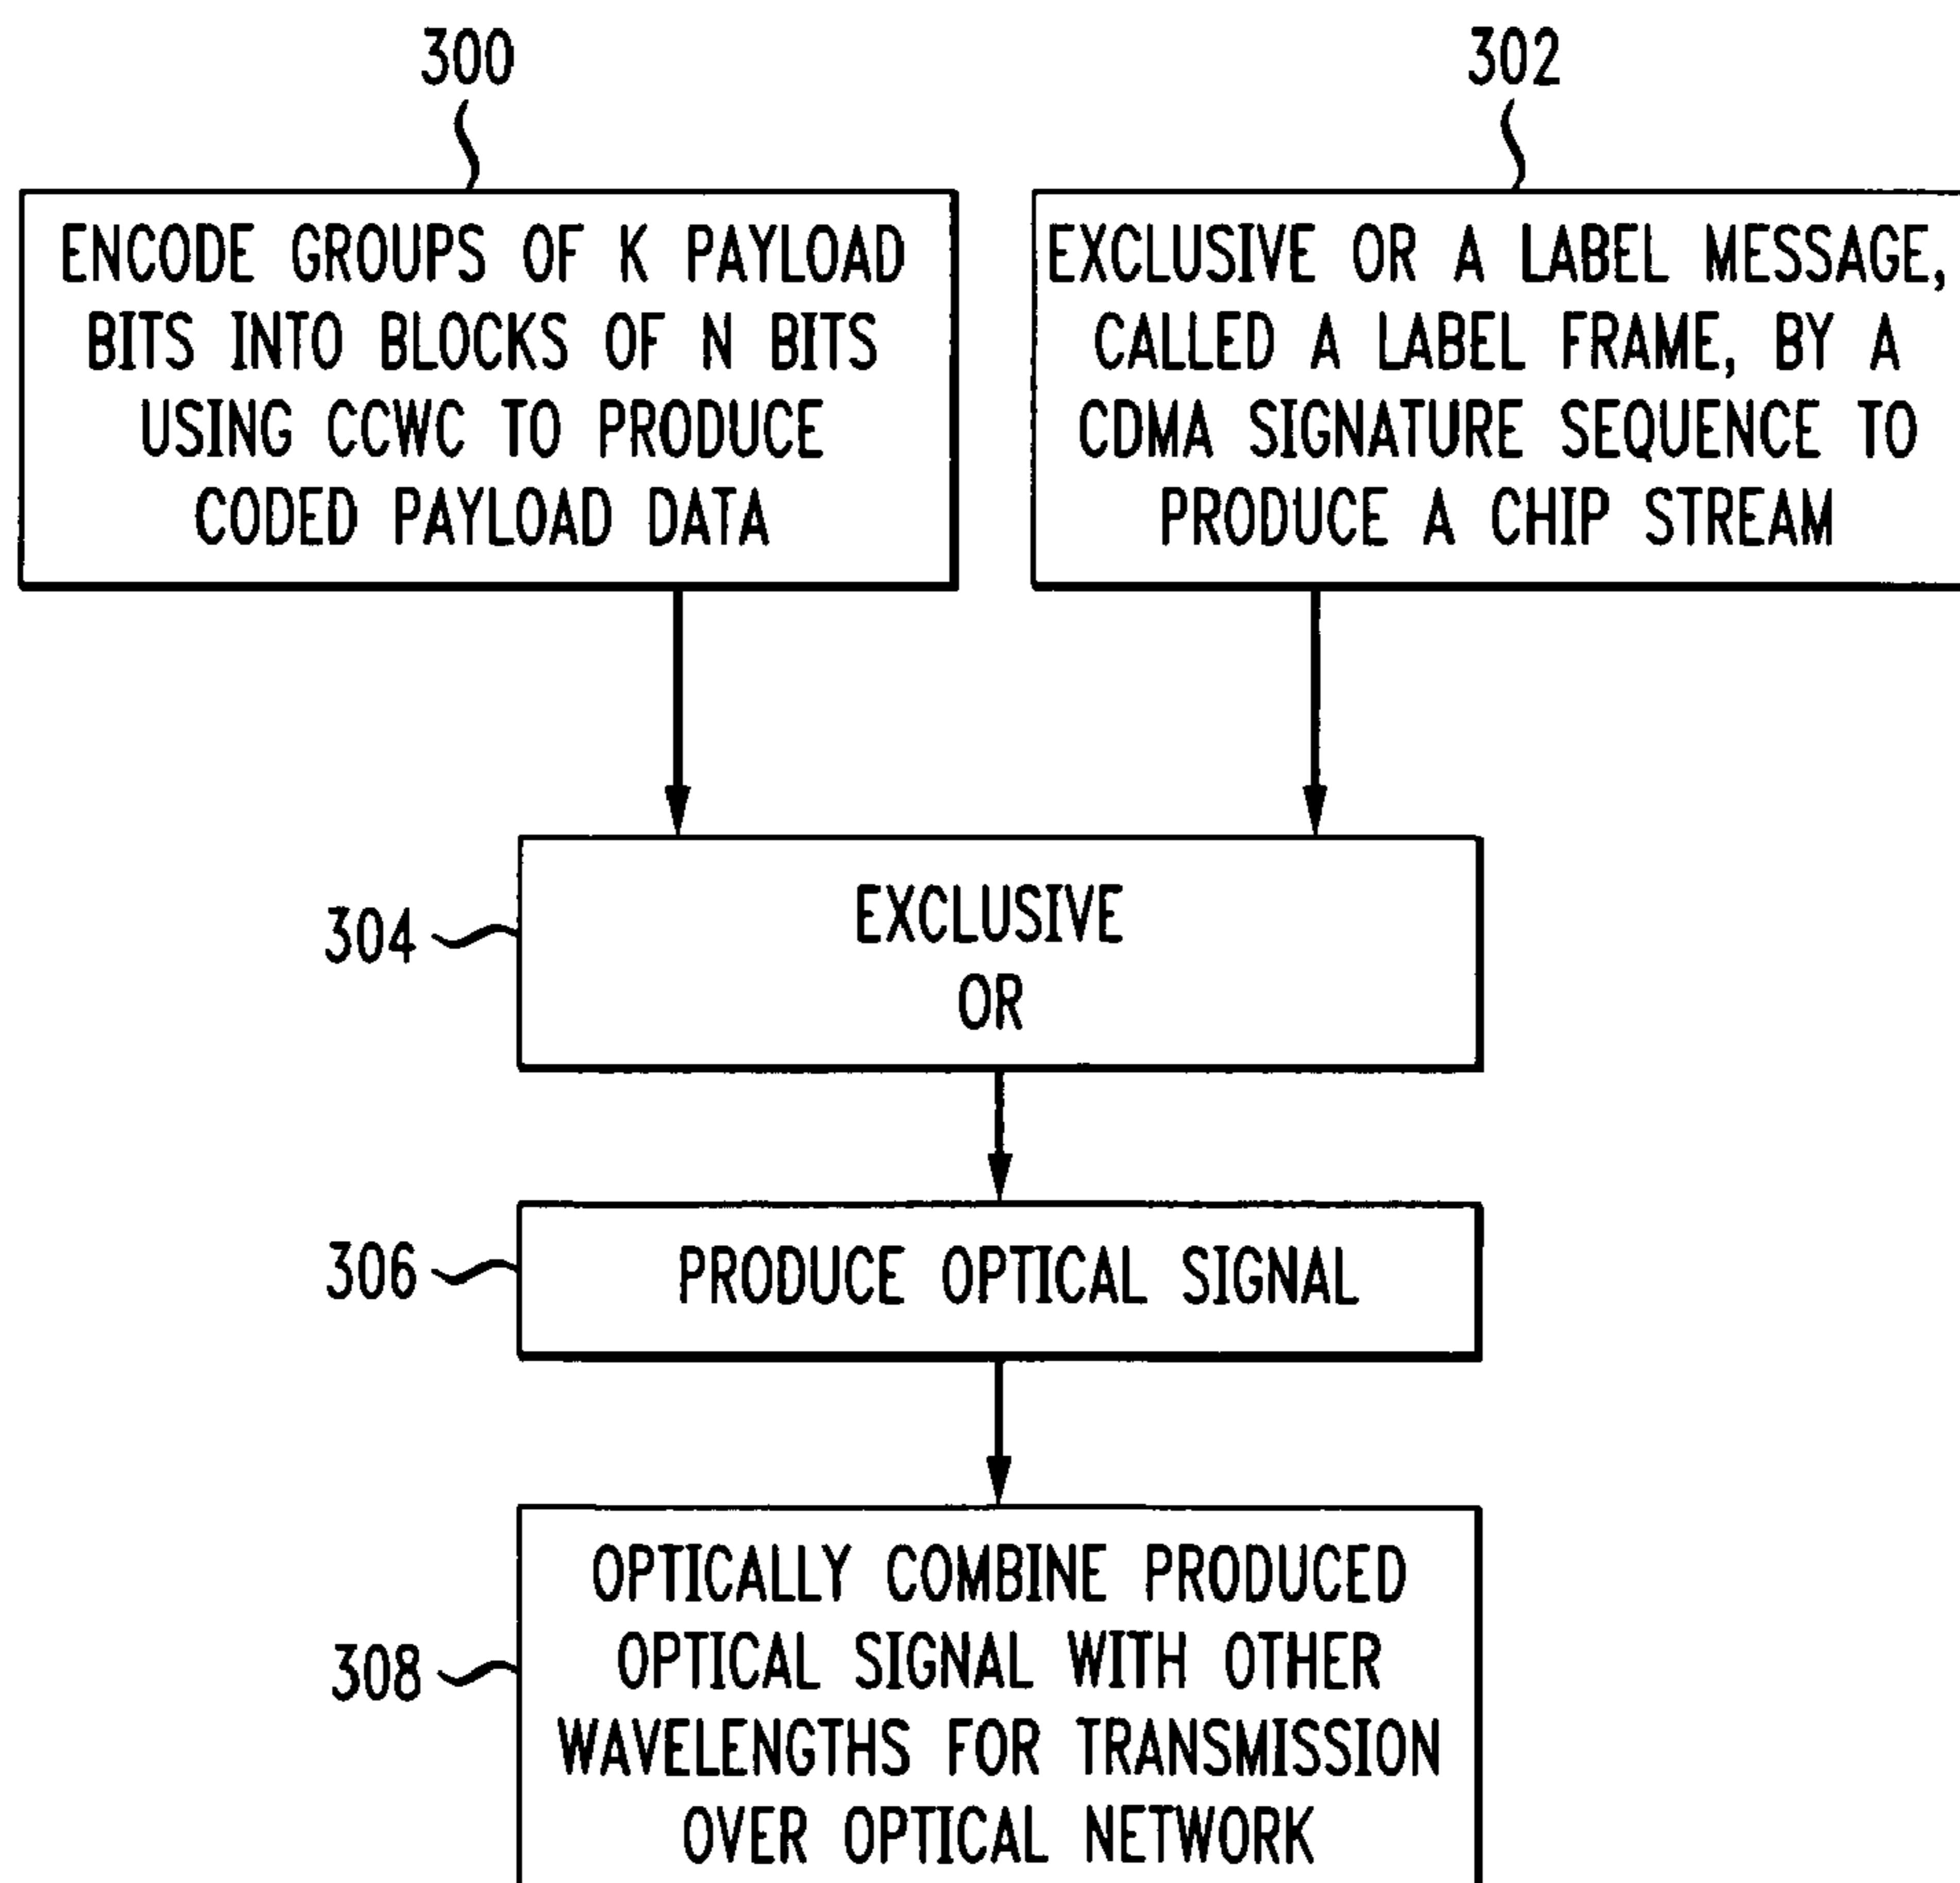 300
ENCODE GROUPS OF K PAYLOAD
BITS INTO BLOCKS OF N BITS
USING CCWC TO PRODUCE
CODED PAYLOAD DATA
302
EXCLUSIVE OR A LABEL MESSAGE,
CALLED A LABEL FRAME, BY A
CDMA SIGNATURE SEQUENCE TO
PRODUCE A CHIP STREAM
304
EXCLUSIVE
OR
306
PRODUCE OPTICAL SIGNAL
308
OPTICALLY COMBINE PRODUCED
OPTICAL SIGNAL WITH OTHER
WAVELENGTHS FOR TRANSMISSION
OVER OPTICAL NETWORK